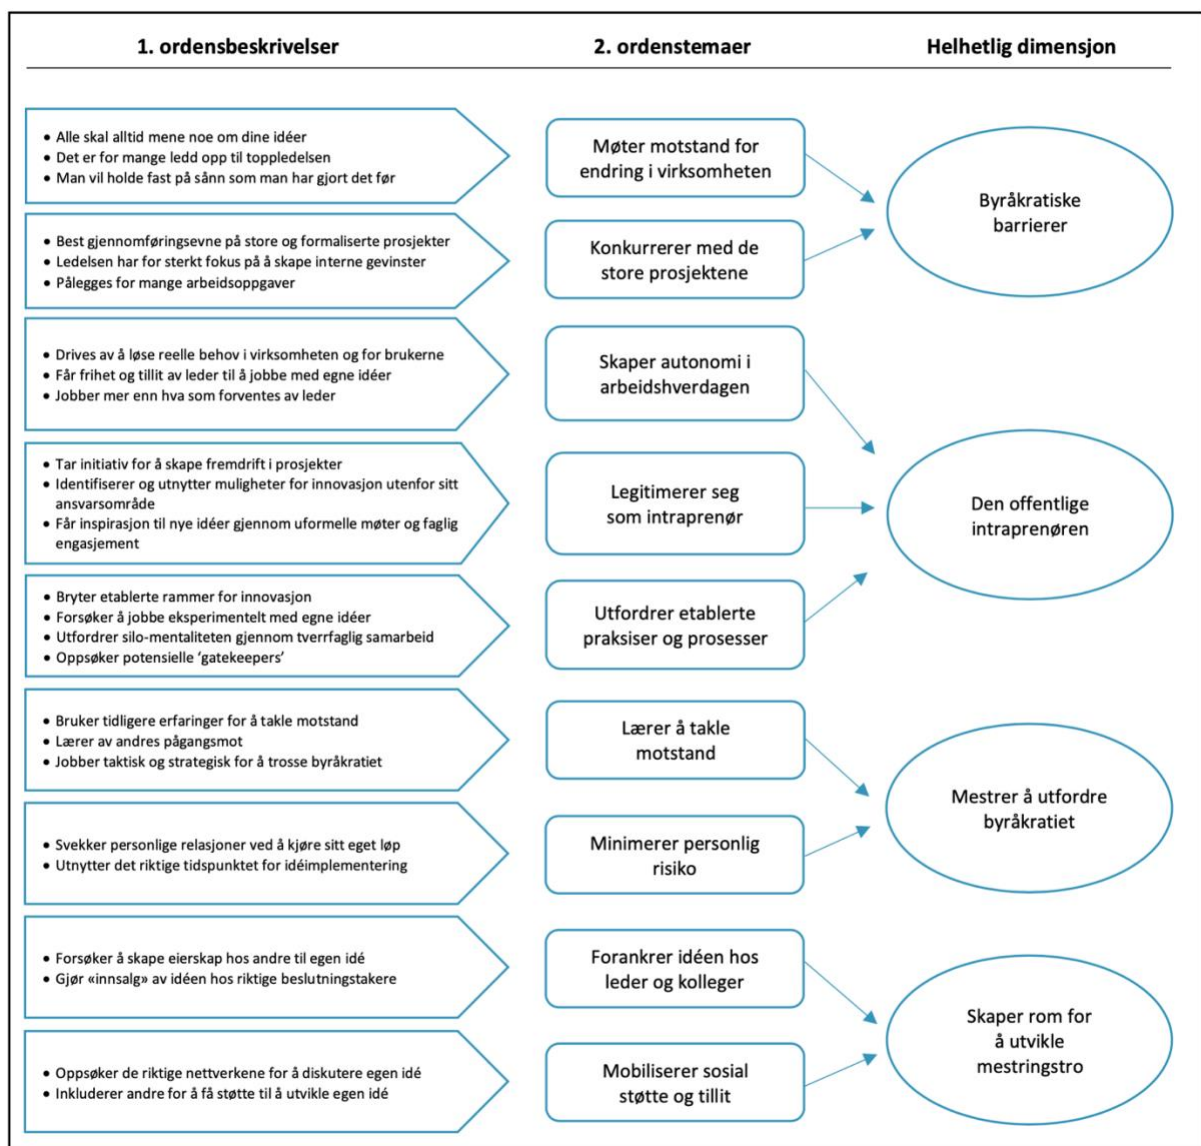 1. ordensbeskrivelser
2. ordenstemaer
Helhetlig dimensjon
• Alle skal alltid mene noe om dine idéer
• Det er for mange ledd opp til toppledelsen
• Man vil holde fast på sånn som man har gjort det før
Møter motstand for
endring i virksomheten
Byråkratiske
barrierer
• Best gjennomføringsevne på store og formaliserte prosjekter
• Ledelsen har for sterkt fokus på å skape interne gevinster
• Pålegges for mange arbeidsoppgaver
Konkurrerer med de
store prosjektene
• Drives av å løse reelle behov i virksomheten og for brukerne
• Får frihet og tillit av leder til å jobbe med egne idéer
• Jobber mer enn hva som forventes av leder
Skaper autonomi i
arbeidshverdagen
• Tar initiativ for å skape fremdrift i prosjekter
• Identifiserer og utnytter muligheter for innovasjon utenfor sitt
ansvarsområde
• Får inspirasjon til nye idéer gjennom uformelle møter og faglig
engasjement
Legitimerer seg
som intraprenør
Den offentlige
intraprenøren
• Bryter etablerte rammer for innovasjon
• Forsøker å jobbe eksperimentelt med egne idéer
• Utfordrer silo-mentaliteten gjennom tverrfaglig samarbeid
• Oppsøker potensielle ‘gatekeepers’
Utfordrer etablerte
praksiser og prosesser
• Bruker tidligere erfaringer for å takle motstand
• Lærer av andres pågangsmot
• Jobber taktisk og strategisk for å trosse byråkratiet
Lærer å takle
motstand
Mestrer å utfordre
byråkratiet
• Svekker personlige relasjoner ved å kjøre sitt eget løp
• Utnytter det riktige tidspunktet for idéimplementering
Minimerer personlig
risiko
• Forsøker å skape eierskap hos andre til egen idé
• Gjør «innsalg» av idéen hos riktige beslutningstakere
Forankrer idéen hos
leder og kolleger
Skaper rom for
å utvikle
mestringstro
• Oppsøker de riktige nettverkene for å diskutere egen idé
• Inkluderer andre for å få støtte til å utvikle egen idé
Mobiliserer sosial
støtte og tillit